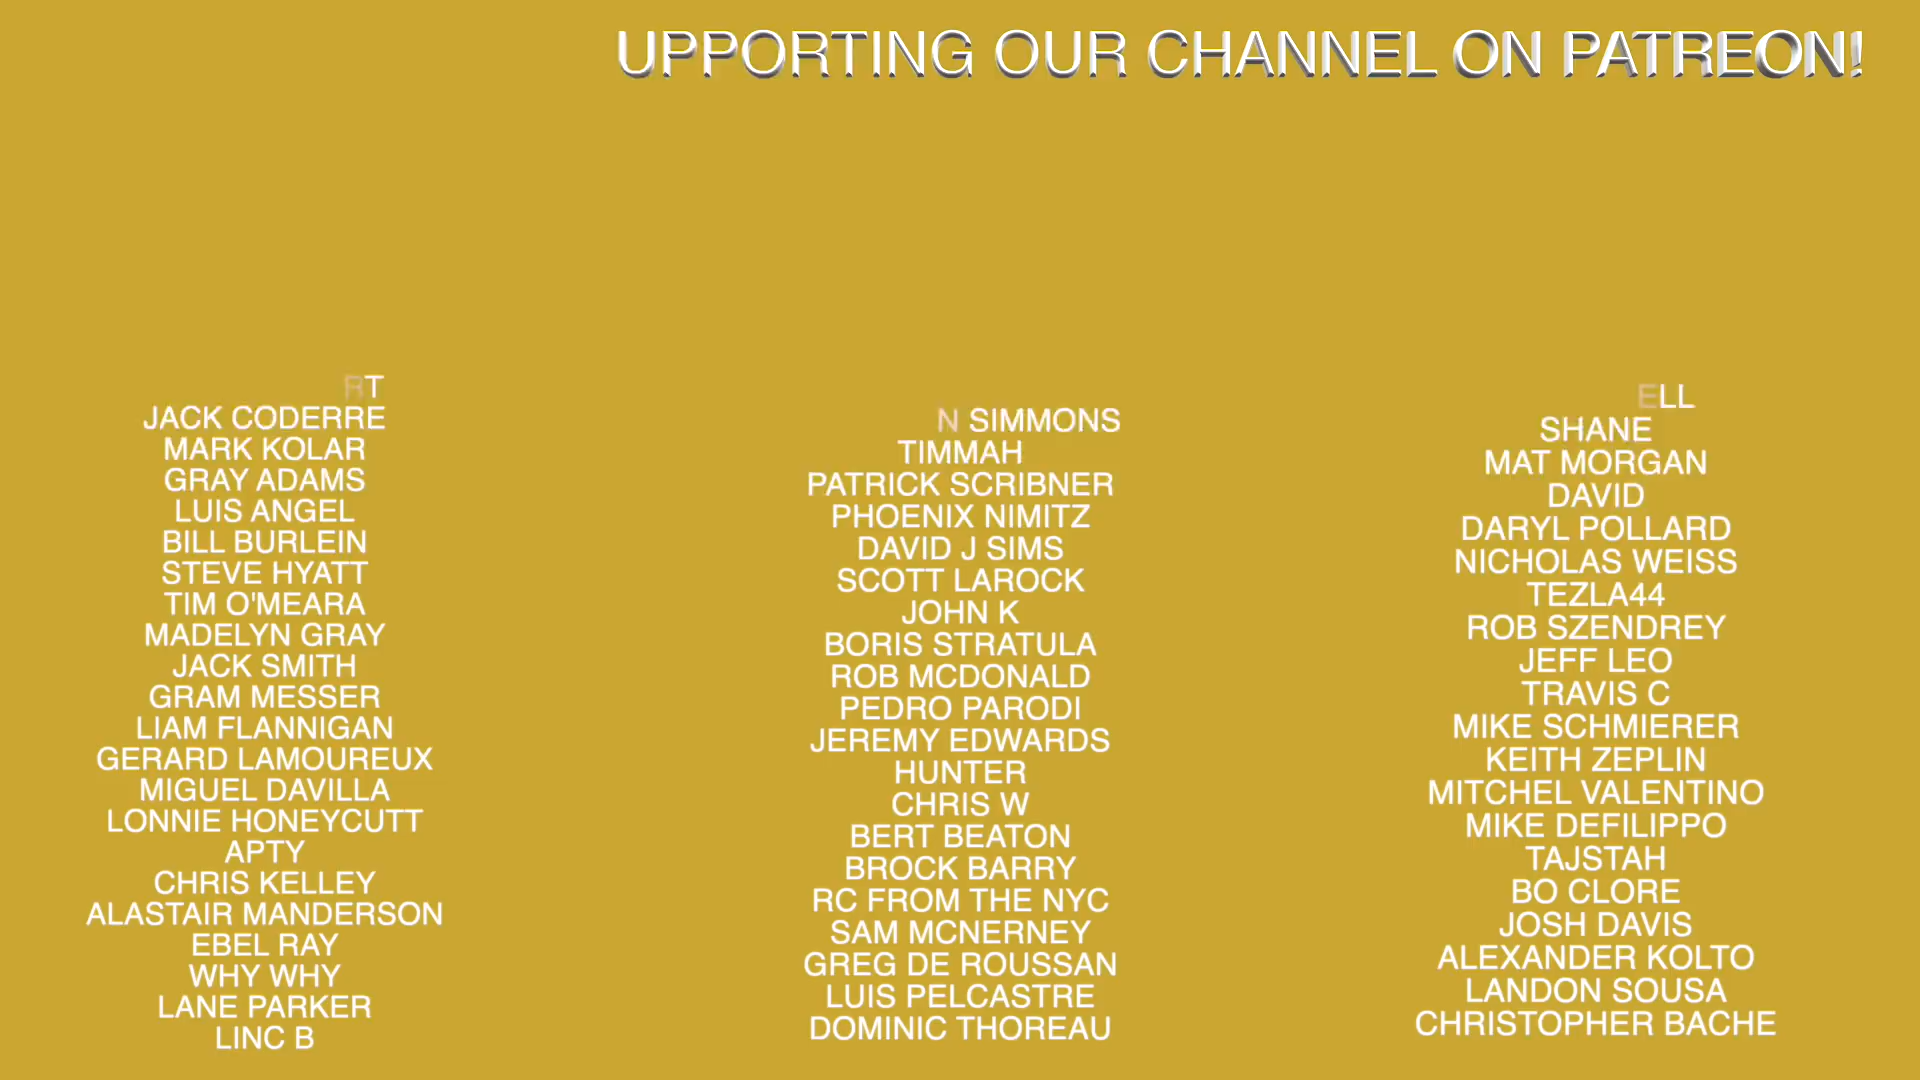 UPPORTING OUR CHANNEL ON PATREON!
RT
JACK CODERRE
MARK KOLAR
GRAY ADAMS
LUIS ANGEL
BILL BURLEIN
STEVE HYATT
TIM O'MEARA
MADELYN GRAY
JACK SMITH
GRAM MESSER
LIAM FLANNIGAN
GERARD LAMOUREUX
MIGUEL DAVILLA
LONNIE HONEYCUTT
APTY
CHRIS KELLEY
ALASTAIR MANDERSON
EBEL RAY
WHY WHY
LANE PARKER
LINC B
N SIMMONS
TIMMAH
PATRICK SCRIBNER
PHOENIX NIMITZ
DAVID J SIMS
SCOTT LAROCK
JOHN K
BORIS STRATULA
ROB MCDONALD
PEDRO PARODI
JEREMY EDWARDS
HUNTER
CHRIS W
BERT BEATON
BROCK BARRY
RC FROM THE NYC
SAM MCNERNEY
GREG DE ROUSSAN
LUIS PELCASTRE
DOMINIC THOREAU
ELL
SHANE
MAT MORGAN
DAVID
DARYL POLLARD
NICHOLAS WEISS
TEZLA44
ROB SZENDREY
JEFF LEO
TRAVIS C
MIKE SCHMIERER
KEITH ZEPLIN
MITCHEL VALENTINO
MIKE DEFILIPPO
TAJSTAH
BO CLORE
JOSH DAVIS
ALEXANDER KOLTO
LANDON SOUSA
CHRISTOPHER BACHE